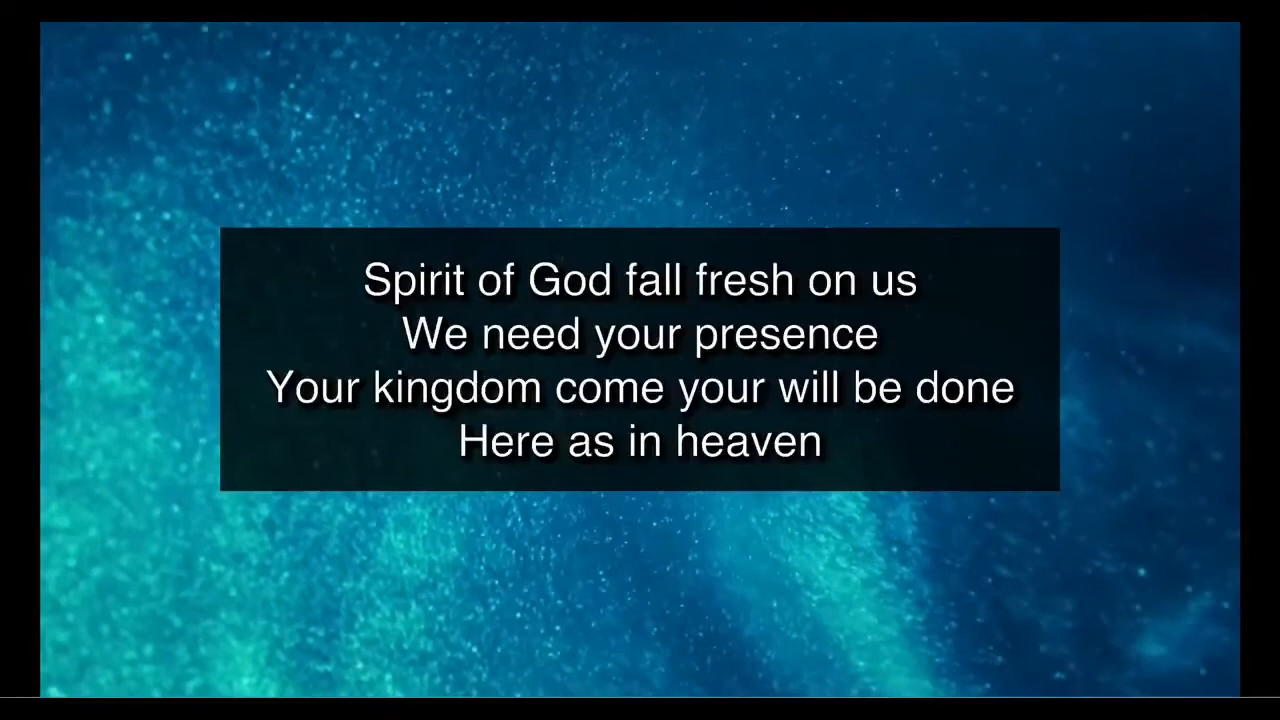 Spirit of God fall fresh on us
We need your presence
Your kingdom come your will be done
Here as in heaven